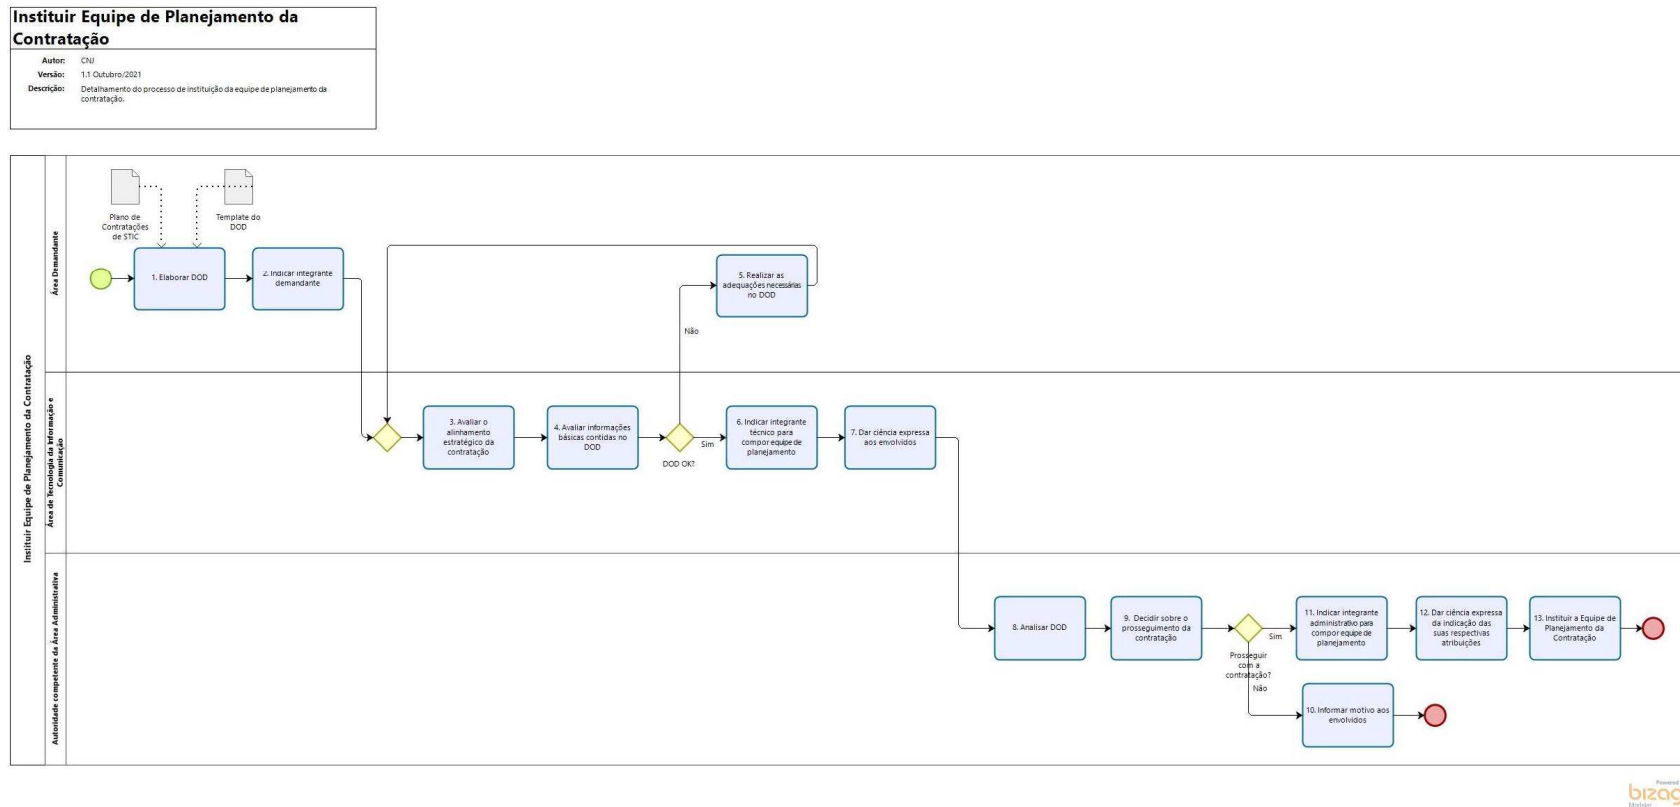 Instituir Equipe de Planejamento da
Contratação
Autor: CNJ
Versão: 1.1 Outubro/2021
Descrição: Detalhamento do processo de instituição da equipe de planejamento da
contratação.
Instituir Equipe de Planejamento da Contratação
Área Demandante
Plano de
Contratações
de STIC
Template do
DOD
1. Elaborar DOD
2. Indicar integrante
demandante
5. Realizar as
adequações necessárias
no DOD
Não
Área de Tecnologia da Informação e
Comunicação
3. Avaliar o
alinhamento
estratégico da
contratação
4. Avaliar informações
básicas contidas no
DOD
DOD OK?
Sim
6. Indicar integrante
técnico para
compor equipe de
planejamento
7. Dar ciência expressa
aos envolvidos
Autoridade competente da Área Administrativa
8. Analisar DOD
9. Decidir sobre o
prosseguimento da
contratação
Prosseguir
com a
contratação?
Sim
Não
11. Indicar integrante
administrativo para
compor equipe de
planejamento
12. Dar ciência expressa
da indicação das
suas respectivas
atribuições
13. Instituir a Equipe de
Planejamento da
Contratação
10. Informar motivo aos
envolvidos
Powered
bizag
Modeler